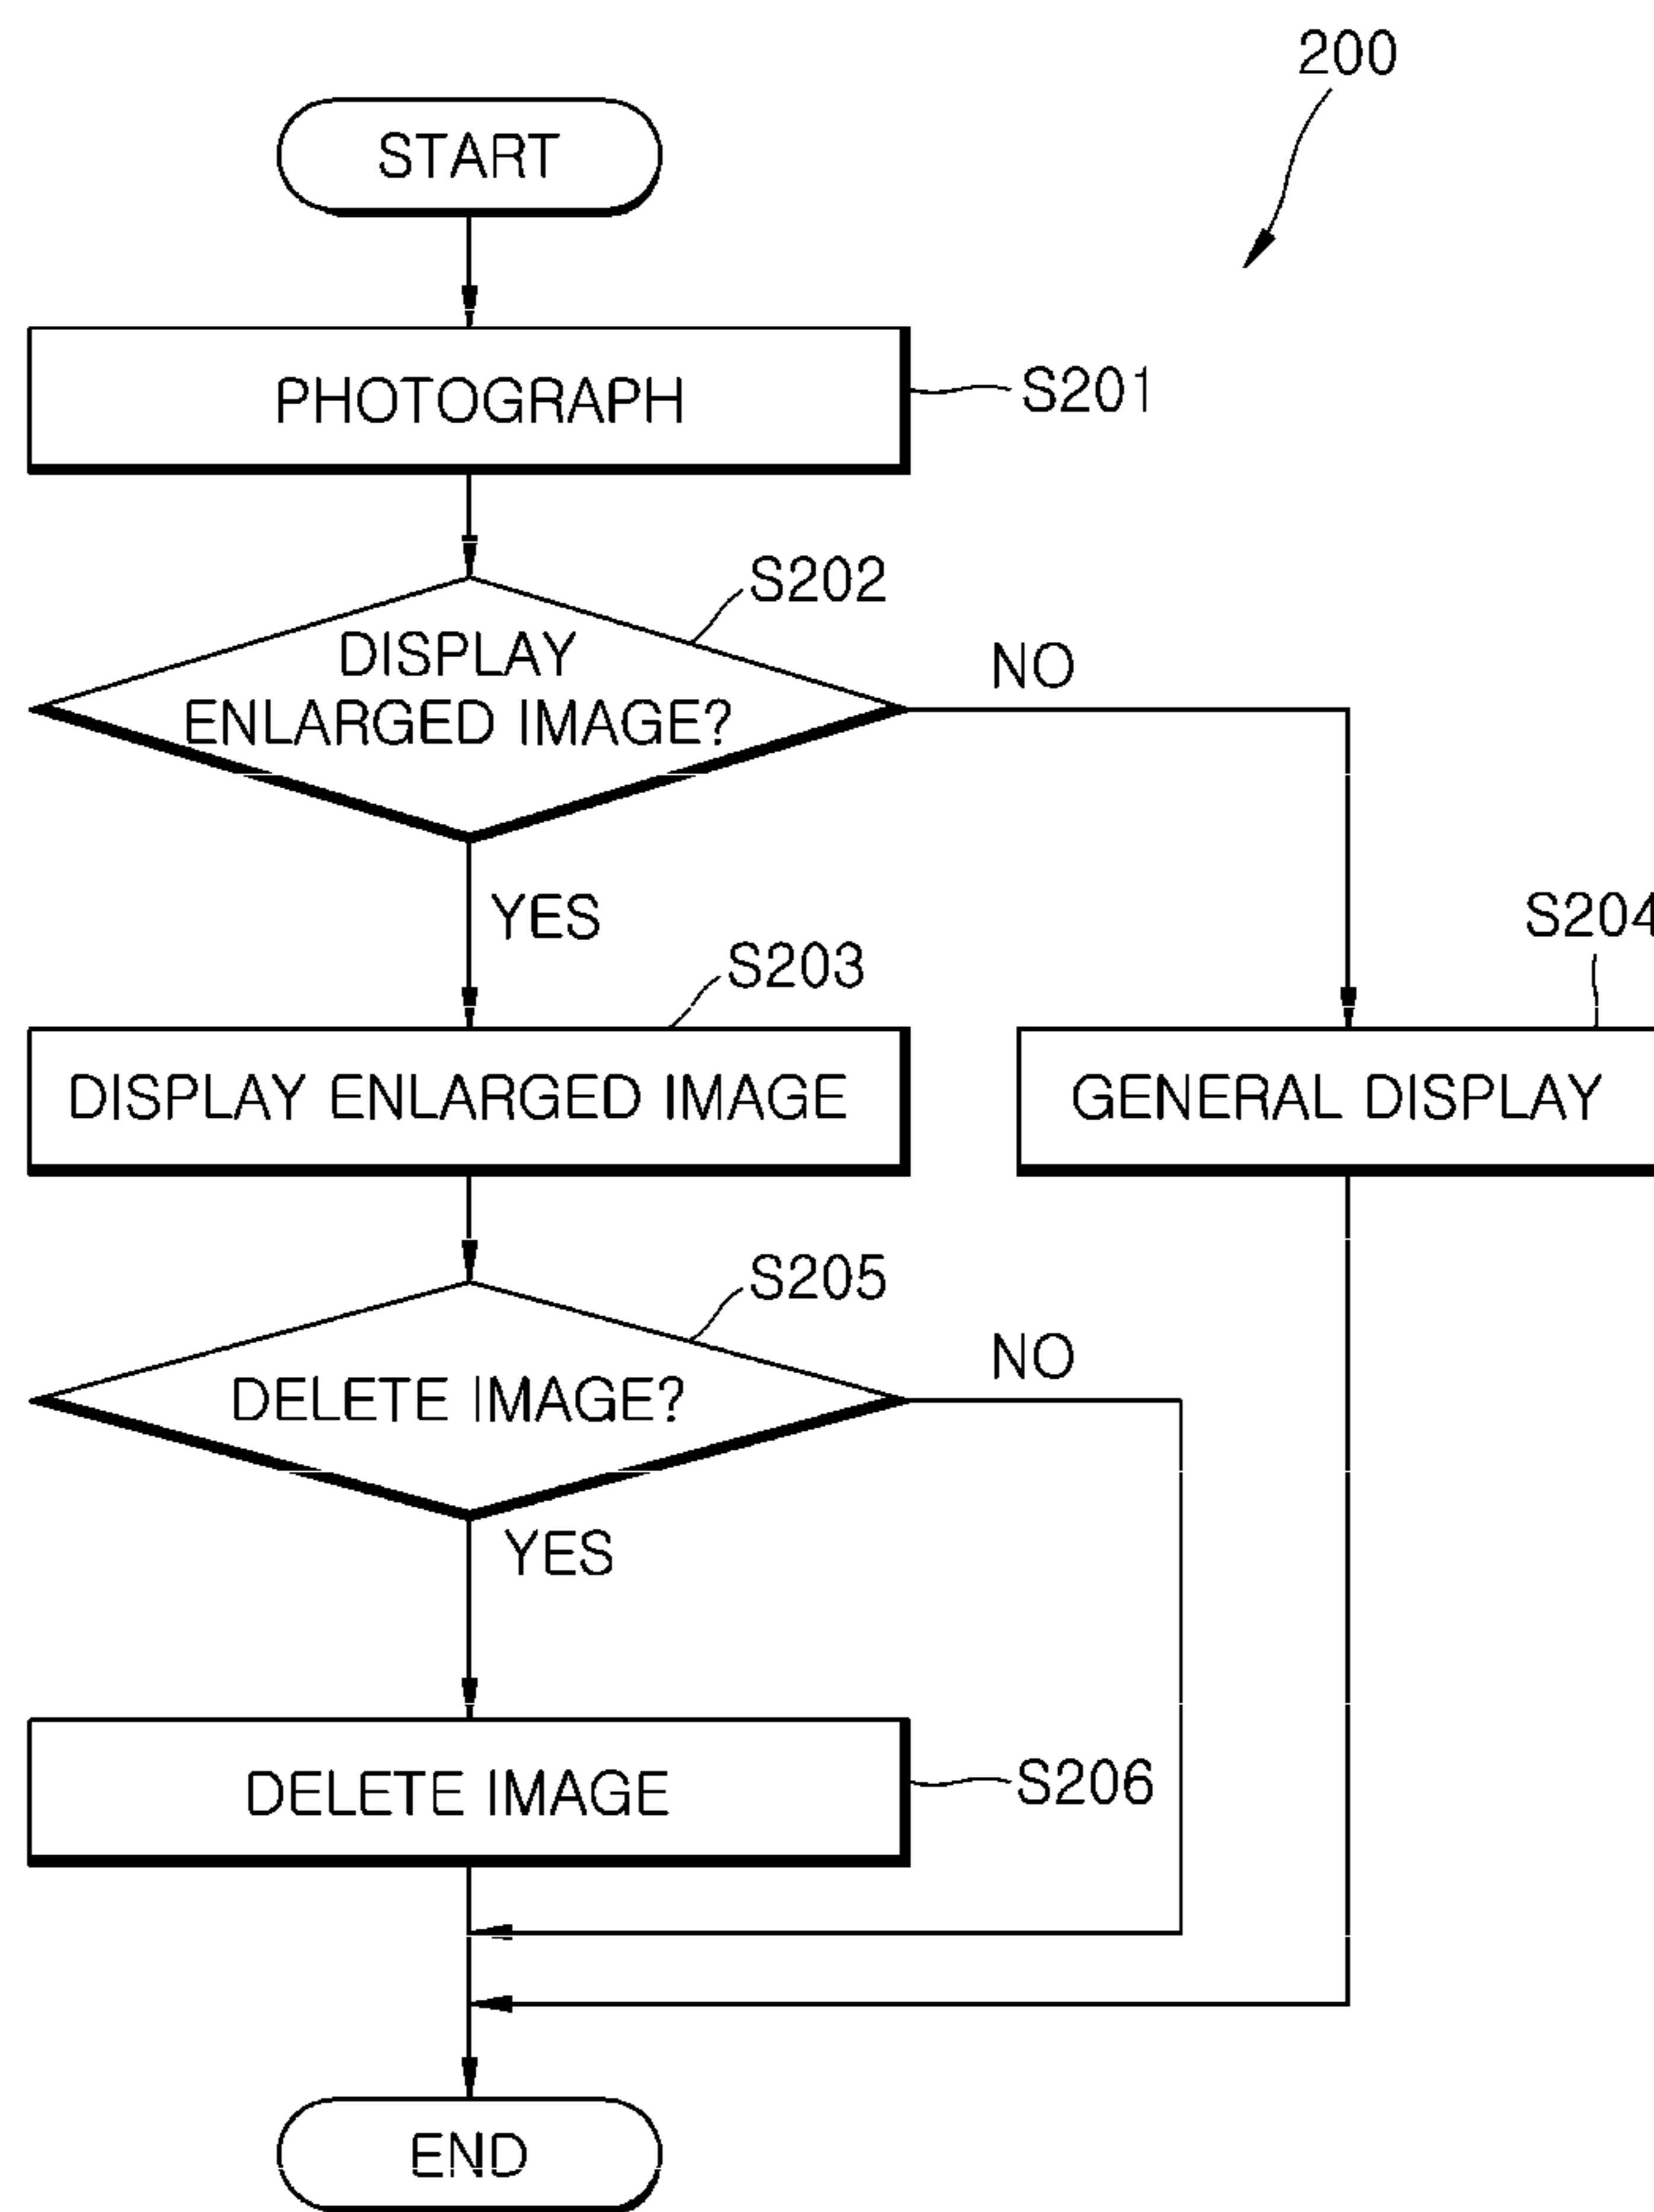 200
START
PHOTOGRAPH
S201
S202
DISPLAY
ENLARGED IMAGE?
NO
YES
S203
S204
DISPLAY ENLARGED IMAGE
GENERAL DISPLAY
S205
DELETE IMAGE?
NO
YES
DELETE IMAGE
S206
END